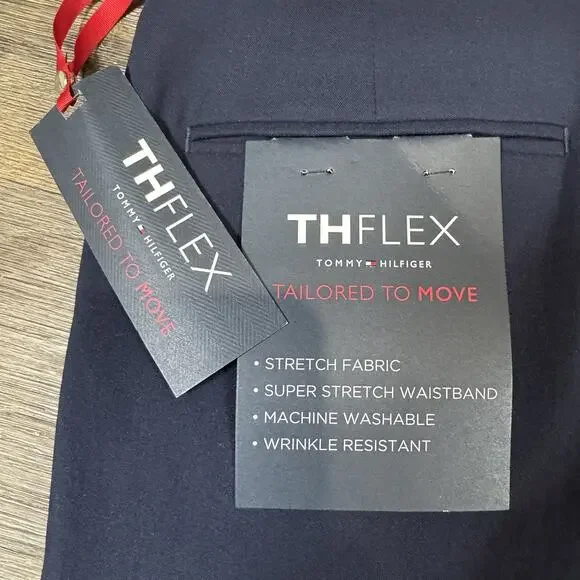 THFLEX
TOMMY HILFIGER
TAILORED TO MOVE
THFLEX
TOMMY HILFIGER
TAILORED TO MOVE
• STRETCH FABRIC
• SUPER STRETCH WAISTBAND
• MACHINE WASHABLE
• WRINKLE RESISTANT